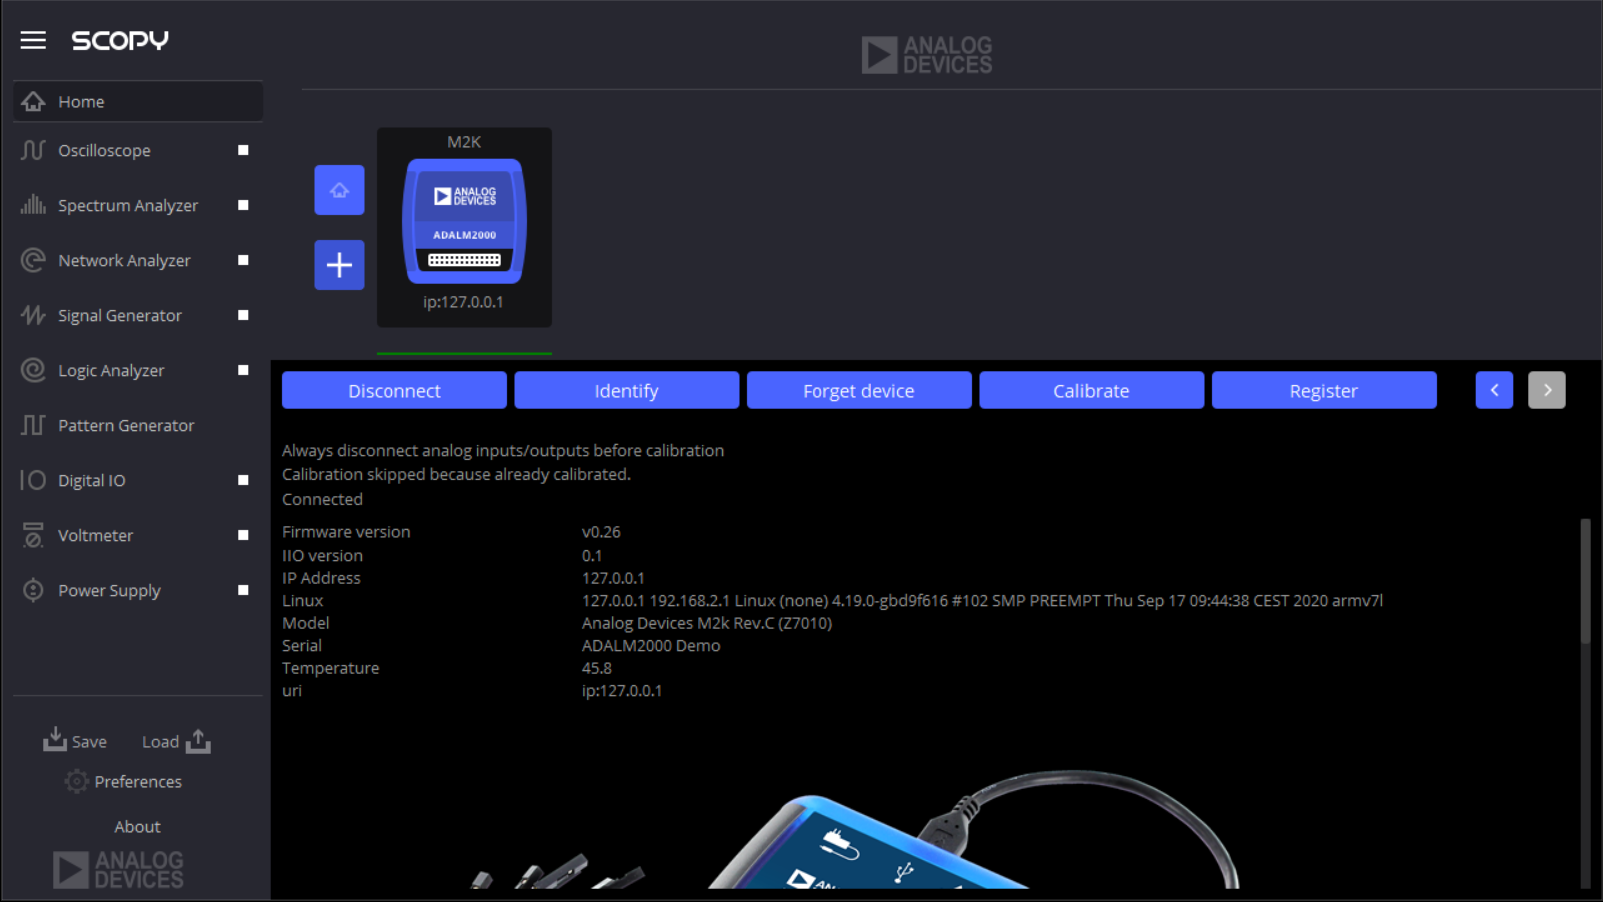 SCOPY
ANALOG
DEVICES
Home
Oscilloscope
Spectrum Analyzer
Network Analyzer
Signal Generator
Logic Analyzer
Pattern Generator
Digital IO
Voltmeter
Power Supply
Save Load
Preferences
About
ANALOG
DEVICES
M2K
ANALOG
DEVICES
ADALM2000
ip:127.0.0.1
Disconnect Identify Forget device Calibrate Register
Always disconnect analog inputs/outputs before calibration
Calibration skipped because already calibrated.
Connected
Firmware version v0.26
IIO version 0.1
IP Address 127.0.0.1
Linux 127.0.0.1 192.168.2.1 Linux (none) 4.19.0-gbd9f616 #102 SMP PREEMPT Thu Sep 17 09:44:38 CEST 2020 armv7l
Model Analog Devices M2k Rev.C (Z7010)
Serial ADALM2000 Demo
Temperature 45.8
uri ip:127.0.0.1